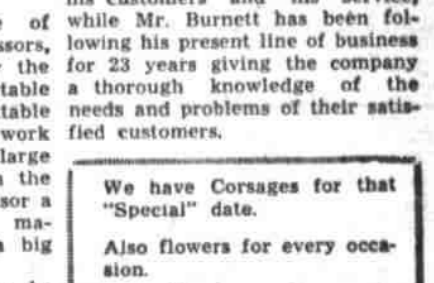 of
ssors,
the
table
table
work
large
the
sor a
ma-
big
his Customers and his Service,
while Mr. Burnett has been fol-
lowing his present line of business
for 23 years giving the company
a thorough knowledge of the
needs and problems of their satis-
fied customers.
We have Corsages for that
"Special" date.
Also flowers for every occa-
sion.